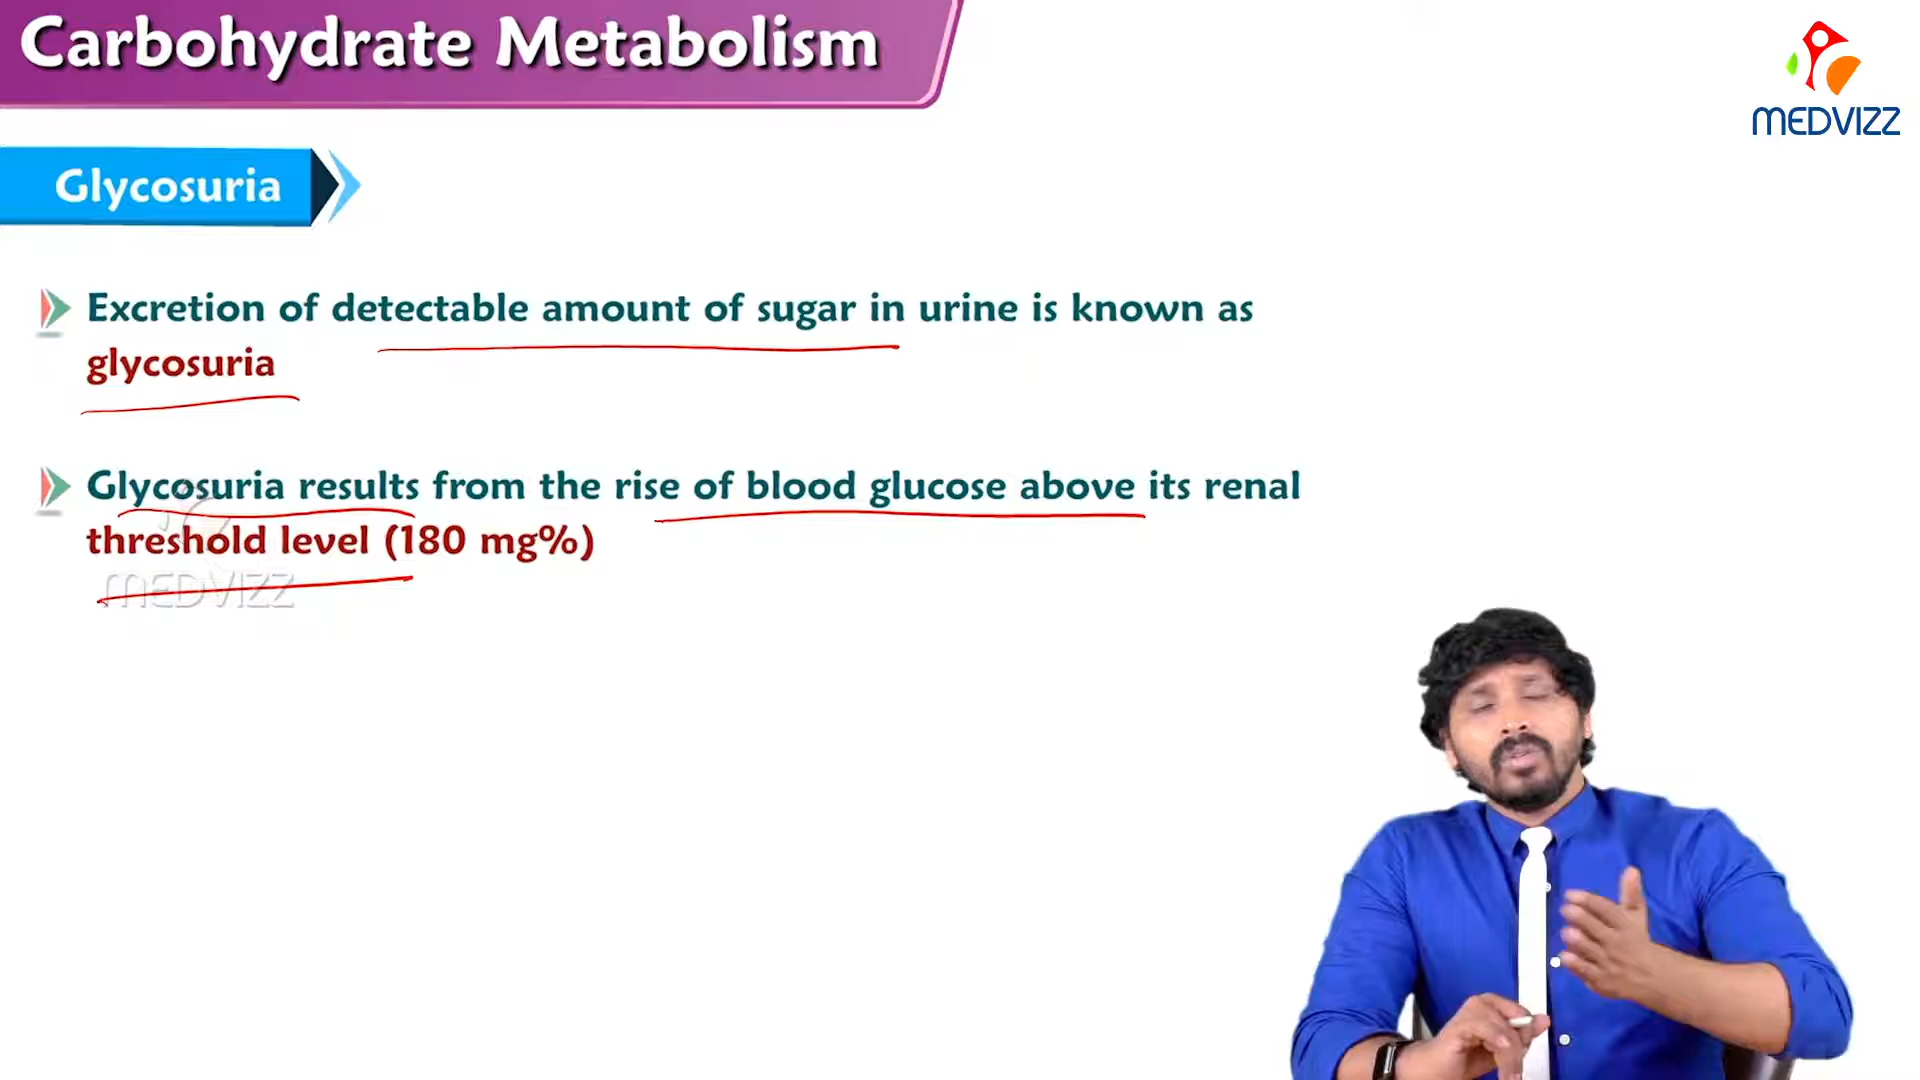 Carbohydrate Metabolism
MEDVIZZ
Glycosuria
Excretion of detectable amount of sugar in urine is known as
glycosuria
Glycosuria results from the rise of blood glucose above its renal
threshold level (180 mg%)
MEDVIZZ